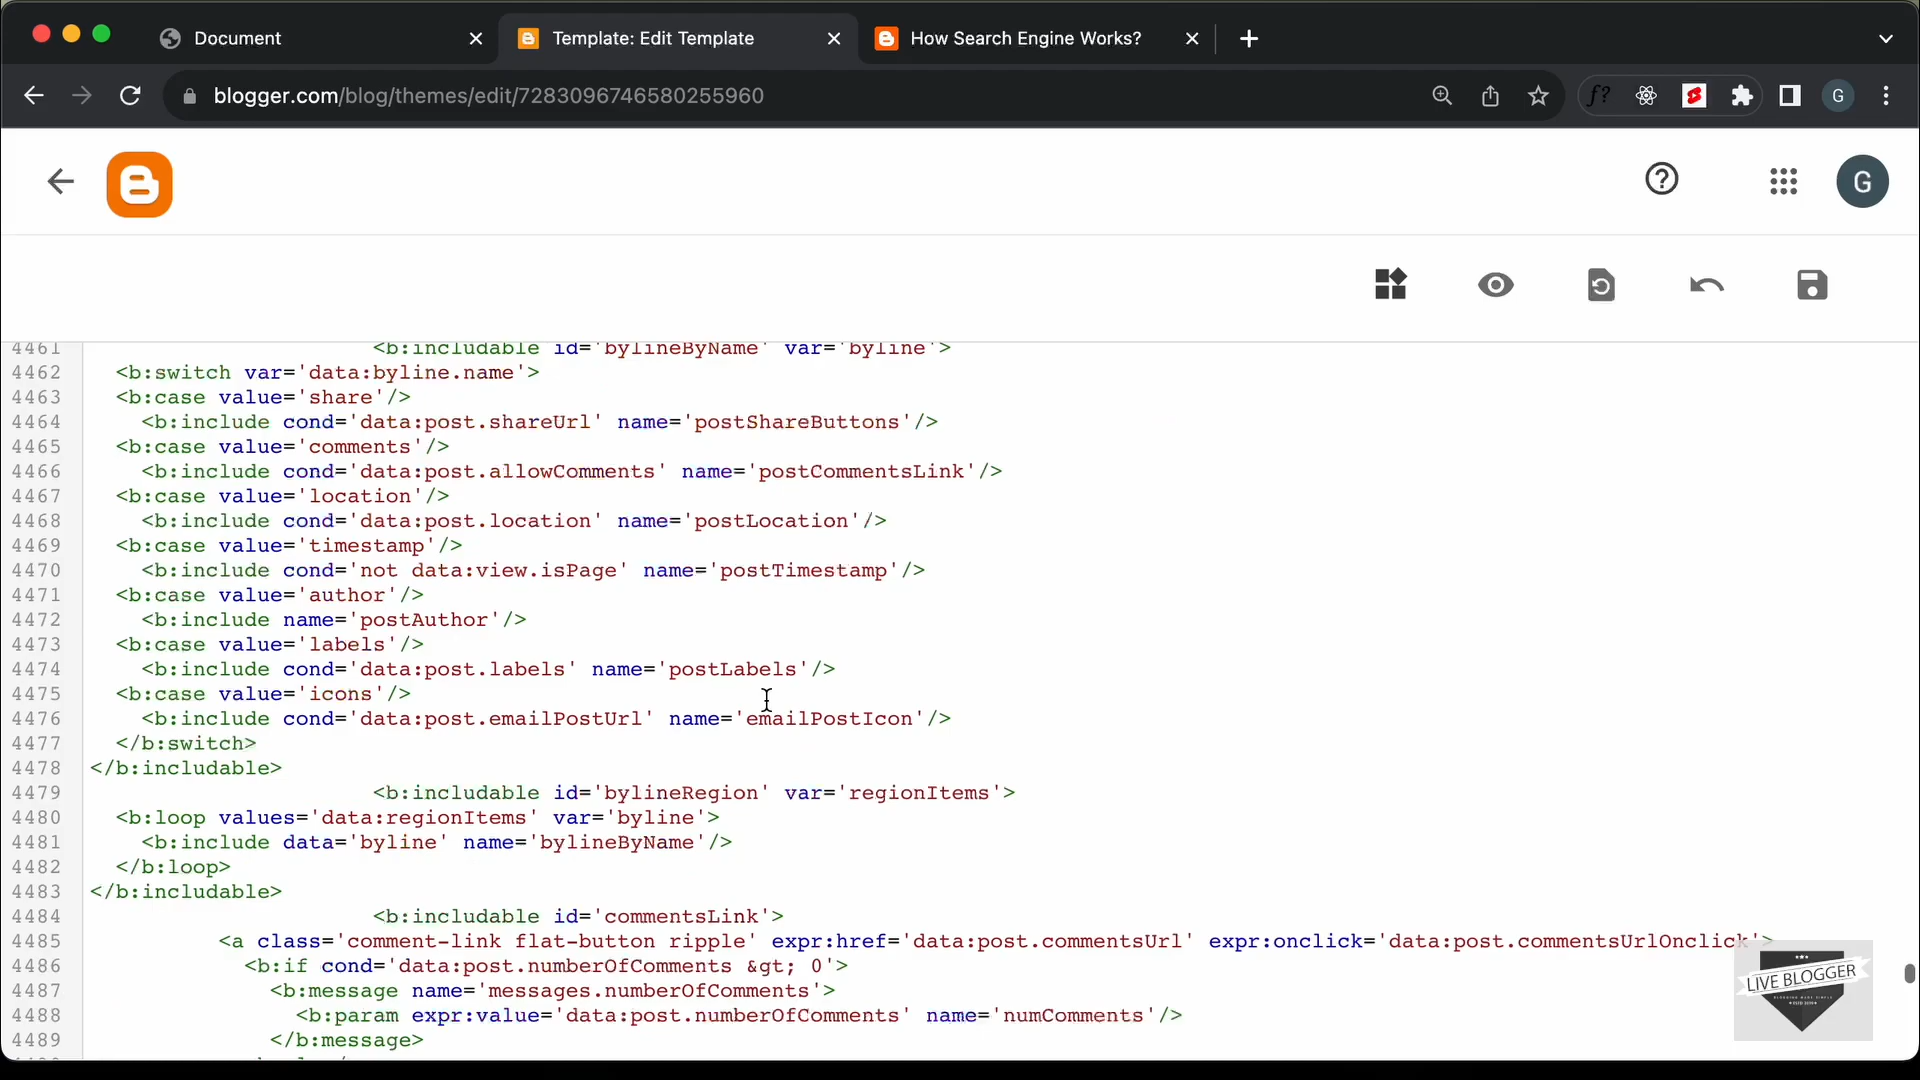 Document
Template: Edit Template
How Search Engine Works?
blogger.com/blog/themes/edit/7283096746580255960
f?
G
G
4461 <b:includable id='bylineByName' var='byline'>
4462 <b:switch var='data:byline.name'>
4463 <b:case value='share'/>
4464 <b:include cond='data:post.shareUrl' name='postShareButtons'/>
4465 <b:case value='comments'/>
4466 <b:include cond='data:post.allowComments' name='postCommentsLink'/>
4467 <b:case value='location'/>
4468 <b:include cond='data:post.location' name='postLocation'/>
4469 <b:case value='timestamp'/>
4470 <b:include cond='not data:view.isPage' name='postTimestamp'/>
4471 <b:case value='author'/>
4472 <b:include name='postAuthor'/>
4473 <b:case value='labels'/>
4474 <b:include cond='data:post.labels' name='postLabels'/>
4475 <b:case value='icons'/>
4476 <b:include cond='data:post.emailPostUrl' name='emailPostIcon'/>
4477 </b:switch>
4478 </b:includable>
4479 <b:includable id='bylineRegion' var='regionItems'>
4480 <b:loop values='data:regionItems' var='byline'>
4481 <b:include data='byline' name='bylineByName'/>
4482 </b:loop>
4483 </b:includable>
4484 <b:includable id='commentsLink'>
4485 <a class='comment-link flat-button ripple' expr:href='data:post.commentsUrl' expr:onclick='data:post.commentsUrlOnclick'>
4486 <b:if cond='data:post.numberOfComments &gt; 0'>
4487 <b:message name='messages.numberOfComments'>
4488 <b:param expr:value='data:post.numberOfComments' name='numComments'/>
4489 </b:message>
LIVE BLOGGER